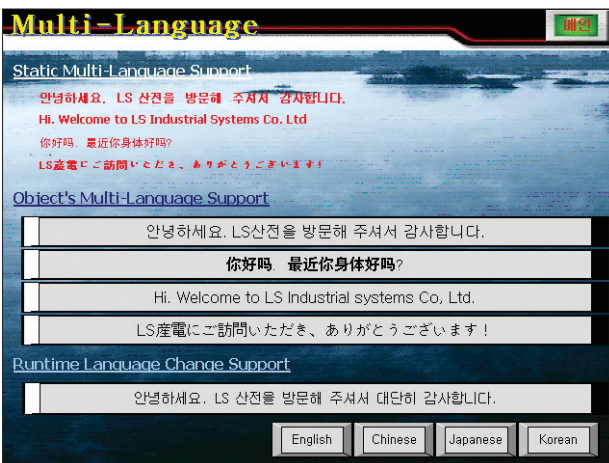 Multi-Language
메인
Static Multi-Language Support
안녕하세요. LS 산전을 방문해 주셔서 감사합니다.
Hi. Welcome to LS Industrial Systems Co. Ltd
你好吗. 最近你身体好吗?
LS産電にご訪問いただき、ありがとうございます!
Object's Multi-Language Support
안녕하세요. LS산전을 방문해 주셔서 감사합니다.
你好吗. 最近你身体好吗?
Hi. Welcome to LS Industrial systems Co, Ltd.
LS産電にご訪問いただき、ありがとうございます!
Runtime Language Change Support
안녕하세요. LS 산전을 방문해 주셔서 대단히 감사합니다.
English Chinese Japanese Korean